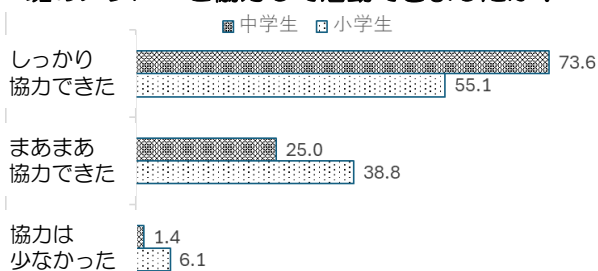 中学生 小学生
しっかり
協力できた
73.6
55.1
まあまあ
協力できた
25.0
38.8
協力は
少なかった
1.4
6.1